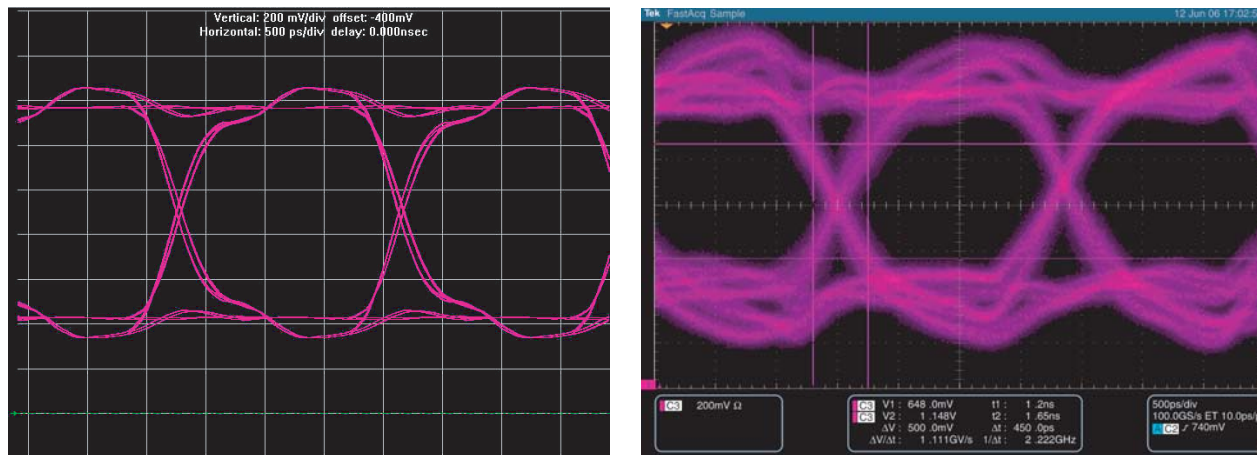 Vertical: 200 mV/div offset: -400mV
Horizontal: 500 ps/div delay: 0.000nsec
Tek FastAcq Sample 12 Jun 06 17:02:5
C3 200mV Ω
C3 V1: 648.0mV t1: 1.2ns
C3 V2: 1.148V t2: 1.65ns
ΔV: 500.0mV Δt: 450.0ps
ΔV/Δt: 1.111GV/s 1/Δt: 2.222GHz
500ps/div
100.0GS/s ET 10.0ps/
C2 740mV